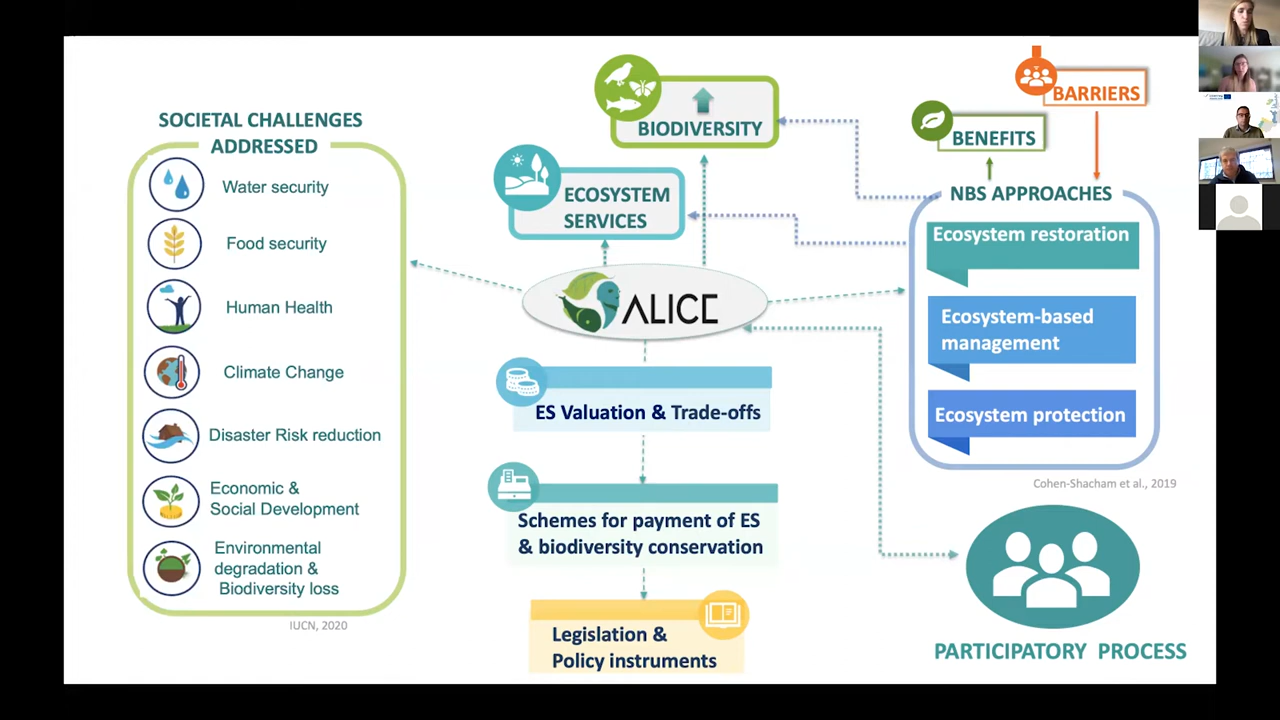 SOCIETAL CHALLENGES
ADDRESSED
Water security
Food security
Human Health
Climate Change
Disaster Risk reduction
Economic &
Social Development
Environmental
degradation &
Biodiversity loss
IUCN, 2020
BIODIVERSITY
ECOSYSTEM
SERVICES
ALICE
ES Valuation & Trade-offs
Schemes for payment of ES
& biodiversity conservation
Legislation &
Policy instruments
BARRIERS
BENEFITS
NBS APPROACHES
Ecosystem restoration
Ecosystem-based
management
Ecosystem protection
Cohen-Shacham et al., 2019
PARTICIPATORY PROCESS